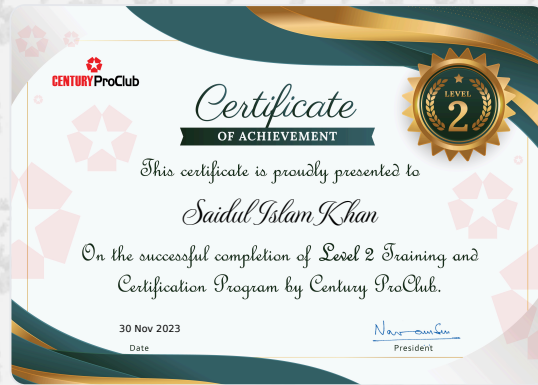 CENTURY ProClub
Certificate
OF ACHIEVEMENT
LEVEL
2
This certificate is proudly presented to
Saidul Islam Khan
On the successful completion of Level 2 Training and
Certification Program by Century ProClub.
30 Nov 2023
Date
President